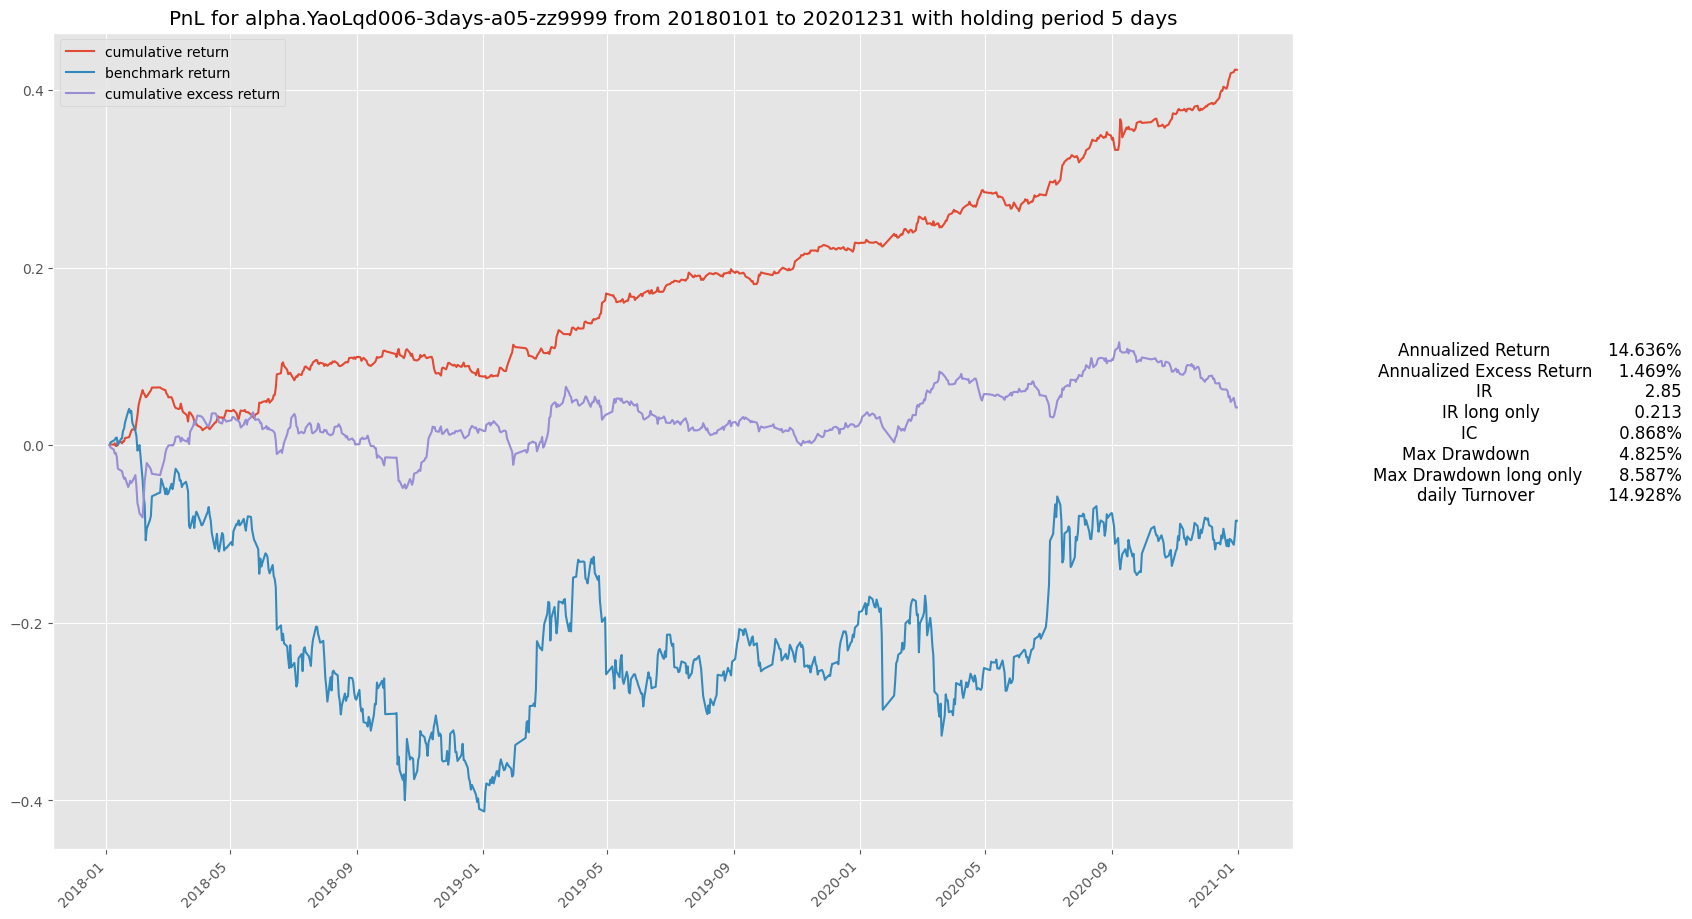 PnL for alpha.YaoLqd006-3days-a05-zz9999 from 20180101 to 20201231 with holding period 5 days
cumulative return
benchmark return
cumulative excess return
0.4
0.2
0.0
−0.2
−0.4
2018-01
2018-05
2018-09
2019-01
2019-05
2019-09
2020-01
2020-05
2020-09
2021-01
Annualized Return 14.636%
Annualized Excess Return 1.469%
IR 2.85
IR long only 0.213
IC 0.868%
Max Drawdown 4.825%
Max Drawdown long only 8.587%
daily Turnover 14.928%